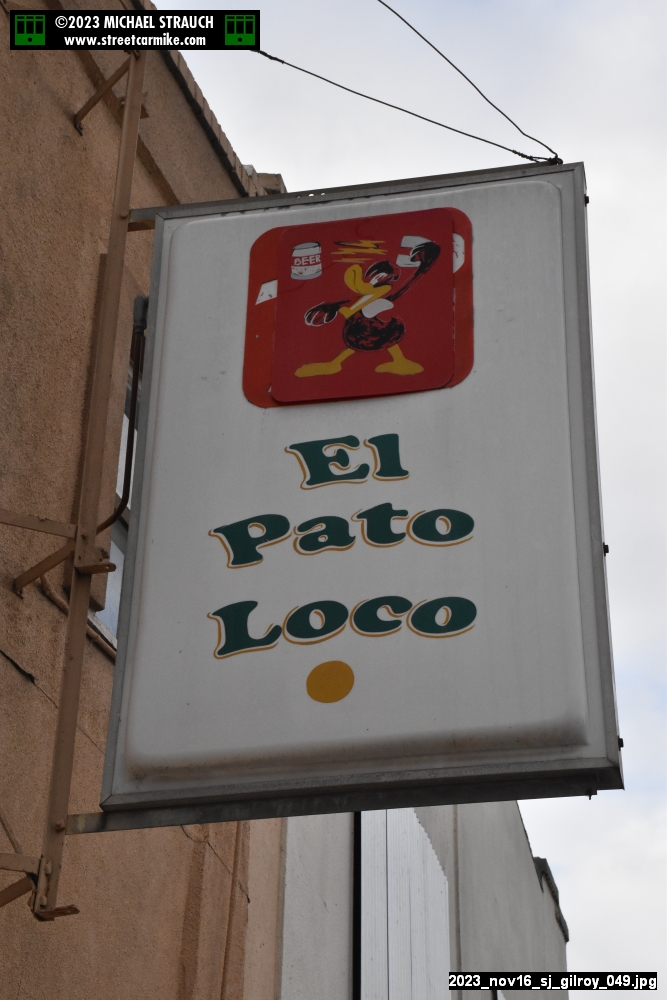 ©2023 MICHAEL STRAUCH
www.streetcarmike.com
BEER
El
Pato
Loco
2023_nov16_sj_gilroy_049.jpg